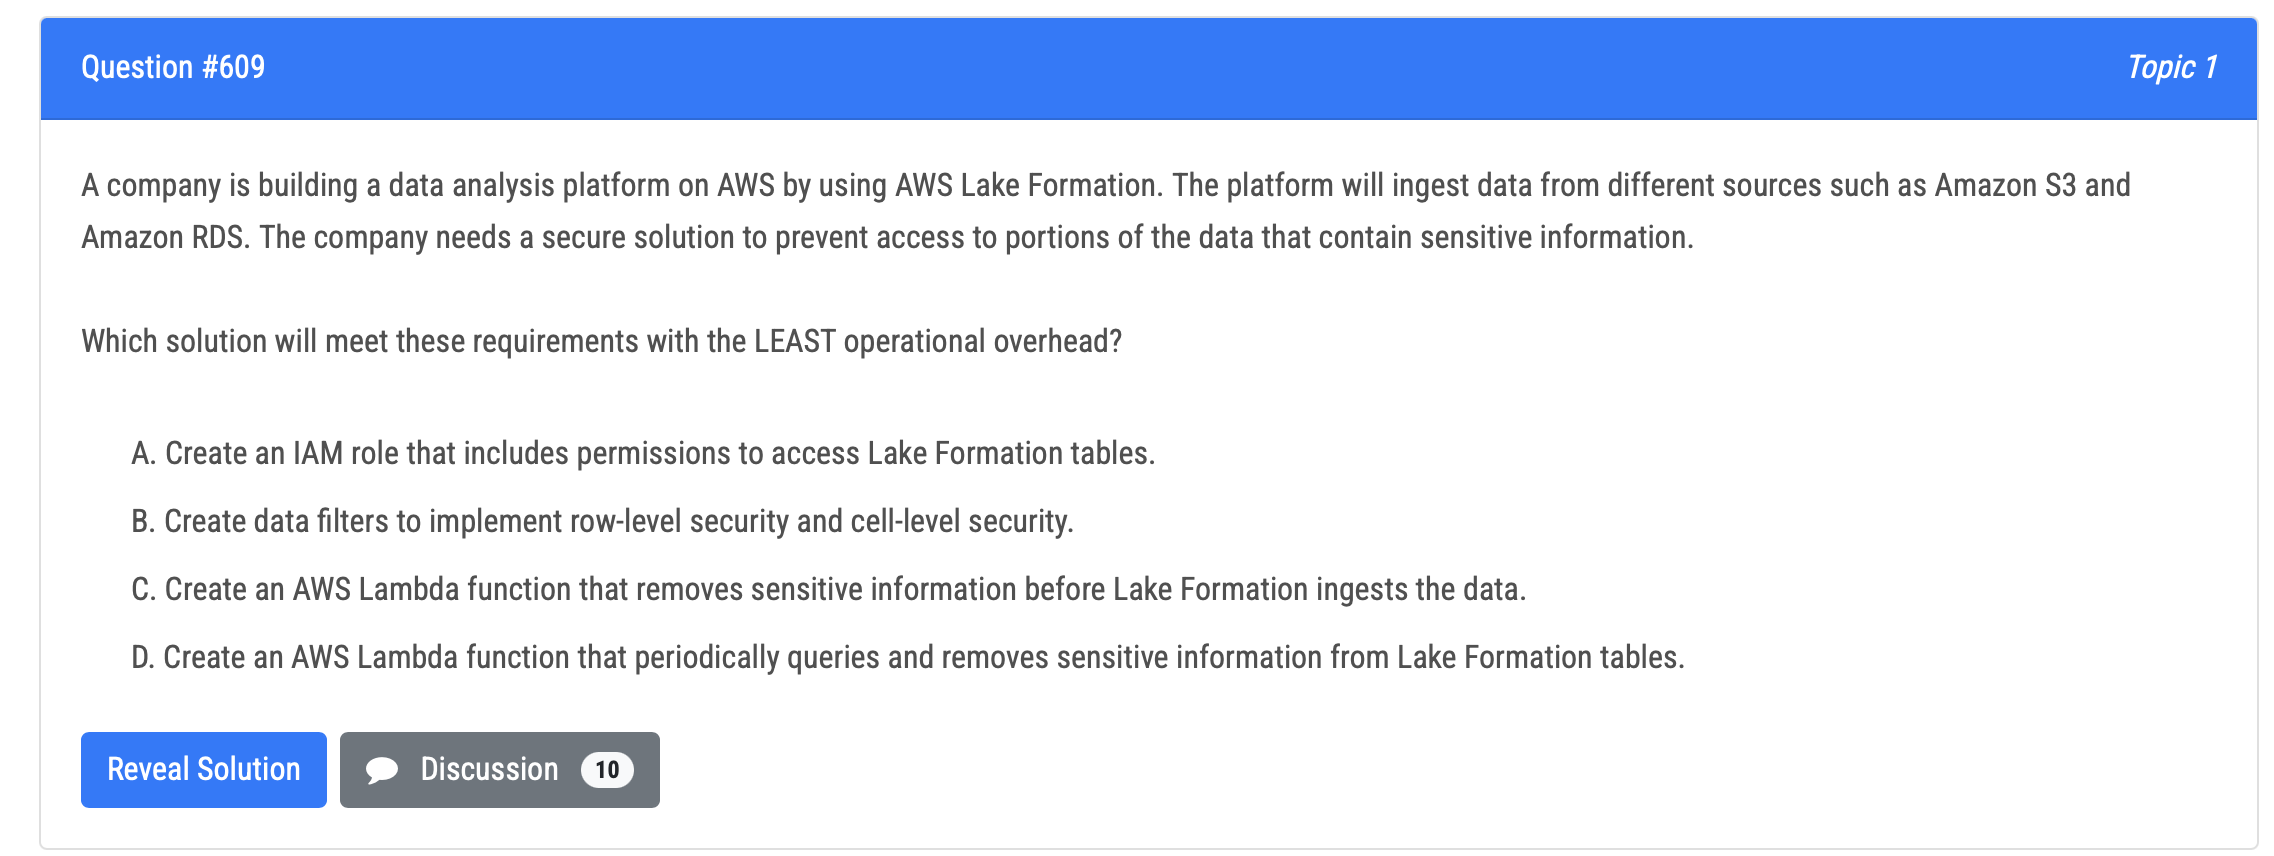 Question #609
Topic 1
A company is building a data analysis platform on AWS by using AWS Lake Formation. The platform will ingest data from different sources such as Amazon S3 and
Amazon RDS. The company needs a secure solution to prevent access to portions of the data that contain sensitive information.
Which solution will meet these requirements with the LEAST operational overhead?
A. Create an IAM role that includes permissions to access Lake Formation tables.
B. Create data filters to implement row-level security and cell-level security.
C. Create an AWS Lambda function that removes sensitive information before Lake Formation ingests the data.
D. Create an AWS Lambda function that periodically queries and removes sensitive information from Lake Formation tables.
Reveal Solution
Discussion 10